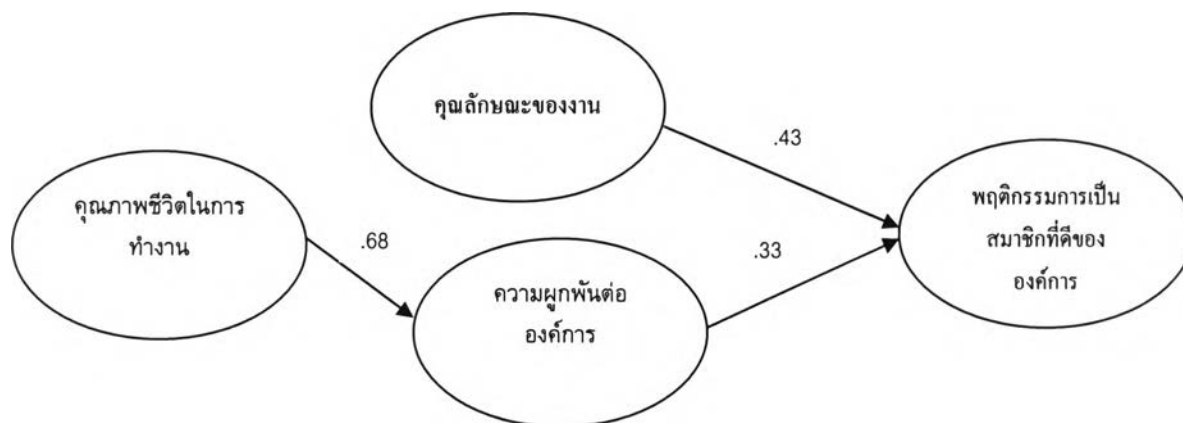 คุณลักษณะของงาน
.43
คุณภาพชีวิตในการ
ทำงาน
.68
พฤติกรรมการเป็น
สมาชิกที่ดีของ
องค์การ
.33
ความผูกพันต่อ
องค์การ